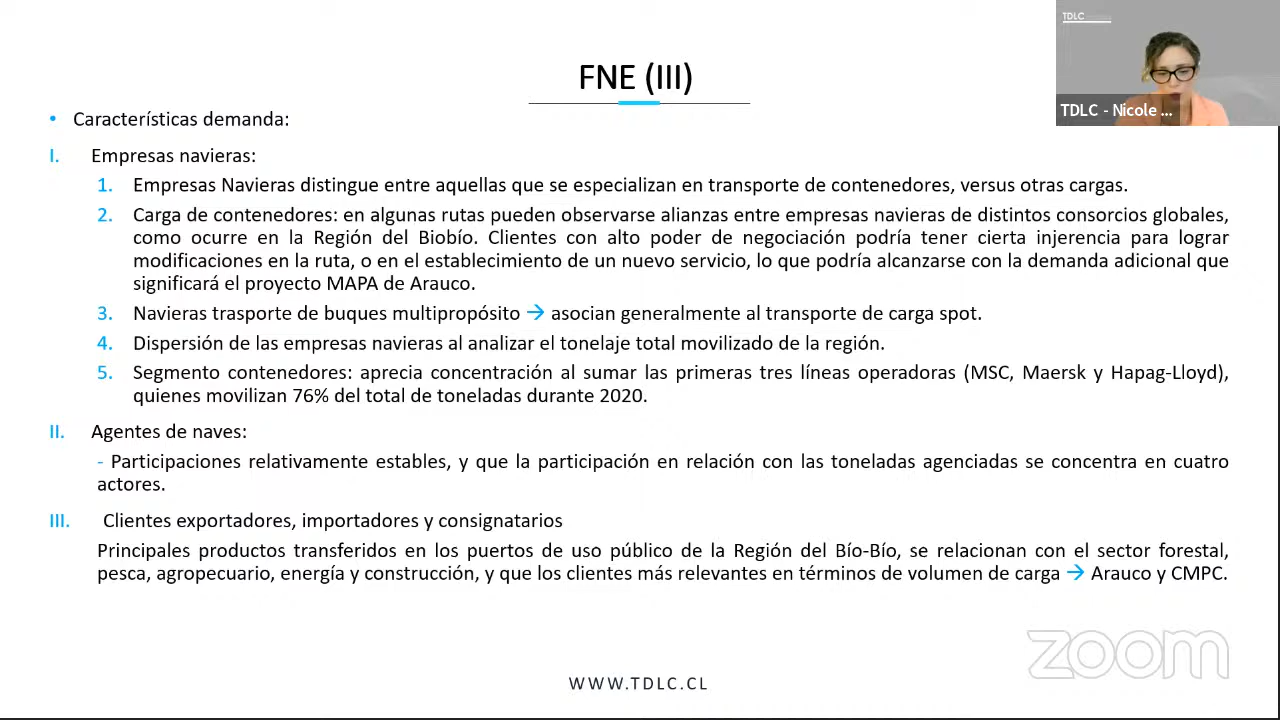 TDLC
TDLC - Nicole ...
FNE (III)
• Características demanda:
I. Empresas navieras:
1. Empresas Navieras distingue entre aquellas que se especializan en transporte de contenedores, versus otras cargas.
2. Carga de contenedores: en algunas rutas pueden observarse alianzas entre empresas navieras de distintos consorcios globales,
como ocurre en la Región del Biobío. Clientes con alto poder de negociación podría tener cierta injerencia para lograr
modificaciones en la ruta, o en el establecimiento de un nuevo servicio, lo que podría alcanzarse con la demanda adicional que
significará el proyecto MAPA de Arauco.
3. Navieras trasporte de buques multipropósito → asocian generalmente al transporte de carga spot.
4. Dispersión de las empresas navieras al analizar el tonelaje total movilizado de la región.
5. Segmento contenedores: aprecia concentración al sumar las primeras tres líneas operadoras (MSC, Maersk y Hapag-Lloyd),
quienes movilizan 76% del total de toneladas durante 2020.
II. Agentes de naves:
- Participaciones relativamente estables, y que la participación en relación con las toneladas agenciadas se concentra en cuatro
actores.
III. Clientes exportadores, importadores y consignatarios
Principales productos transferidos en los puertos de uso público de la Región del Bío-Bío, se relacionan con el sector forestal,
pesca, agropecuario, energía y construcción, y que los clientes más relevantes en términos de volumen de carga → Arauco y CMPC.
zoom
WWW.TDLC.CL